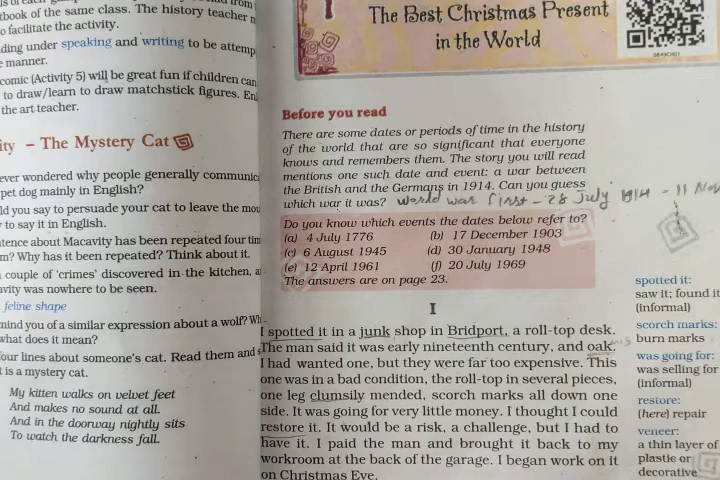 tbook of the same class. The history teacher
o facilitate the activity.
ding under speaking and writing to be attemp
e manner.
comic (Activity 5) will be great fun if children can
to draw/learn to draw matchstick figures. En
the art teacher.
ity – The Mystery Cat
ever wondered why people generally communic
pet dog mainly in English?
ld you say to persuade your cat to leave the mou
y to say it in English.
tence about Macavity has been repeated four tim
m? Why has it been repeated? Think about it.
couple of 'crimes' discovered in the kitchen, a
avity was nowhere to be seen.
feline shape
mind you of a similar expression about a wolf? Wh
what does it mean?
four lines about someone's cat. Read them and s
t is a mystery cat.
My kitten walks on velvet feet
And makes no sound at all.
And in the doorway nightly sits
To watch the darkness fall.
The Best Christmas Present
in the World
Before you read
There are some dates or periods of time in the history
of the world that are so significant that everyone
knows and remembers them. The story you will read
mentions one such date and event: a war between
the British and the Germans in 1914. Can you guess
which war it was? world war first - 28 July 1914 - 11 Nov
Do you know which events the dates below refer to?
(a) 4 July 1776 (b) 17 December 1903
(c) 6 August 1945 (d) 30 January 1948
(e) 12 April 1961 (f) 20 July 1969
The answers are on page 23.
I
I spotted it in a junk shop in Bridport, a roll-top desk.
The man said it was early nineteenth century, and oak.
I had wanted one, but they were far too expensive. This
one was in a bad condition, the roll-top in several pieces,
one leg clumsily mended, scorch marks all down one
side. It was going for very little money. I thought I could
restore it. It would be a risk, a challenge, but I had to
have it. I paid the man and brought it back to my
workroom at the back of the garage. I began work on it
on Christmas Eve.
spotted it:
saw it; found it
(informal)
scorch marks:
burn marks
was going for:
was selling for
(informal)
restore:
(here) repair
veneer:
a thin layer of
plastic or
decorative